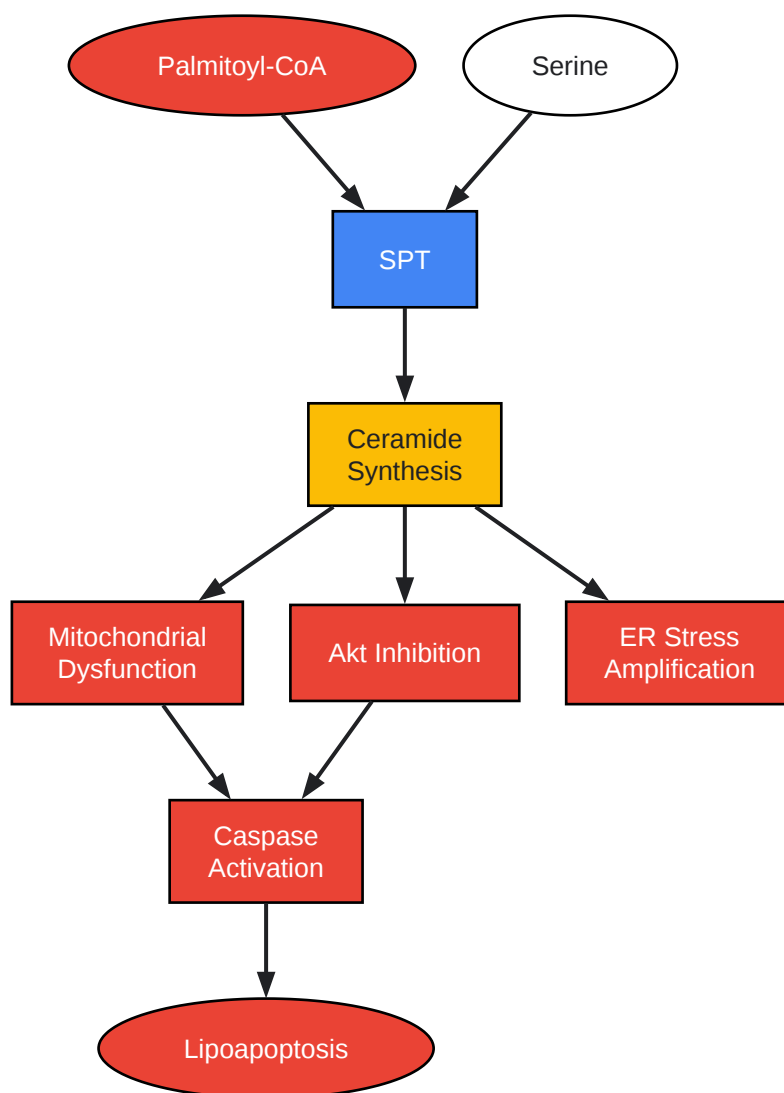 Palmitoyl-CoA
Serine
SPT
Ceramide
Synthesis
Mitochondrial
Dysfunction
Akt Inhibition
ER Stress
Amplification
Caspase
Activation
Lipoapoptosis